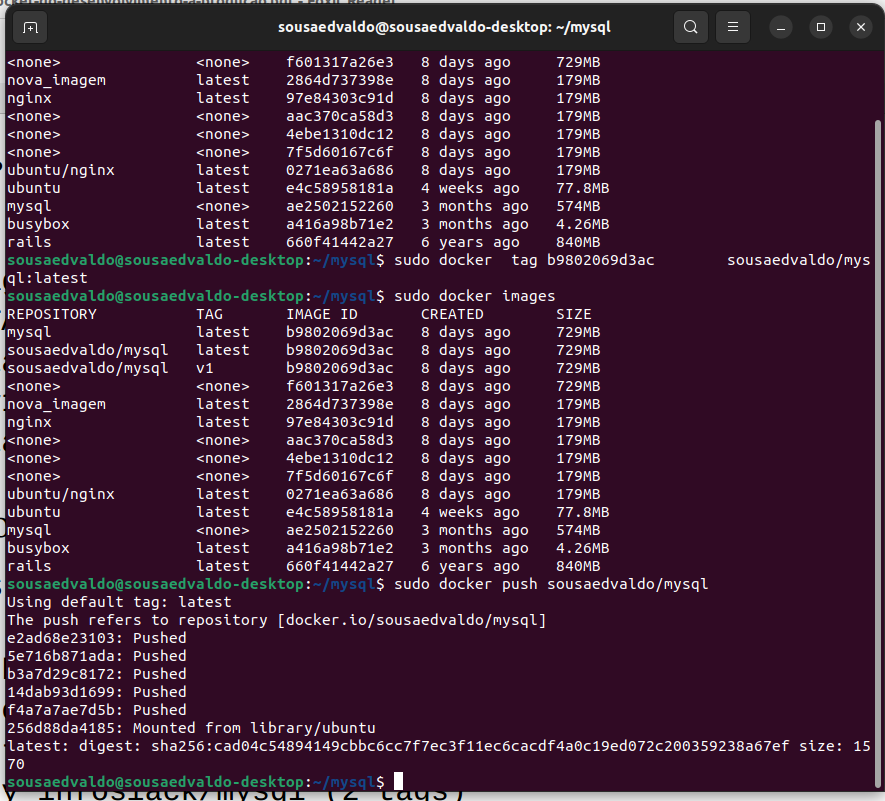 sousaedvaldo@sousaedvaldo-desktop: ~/mysql
<none> <none> f601317a26e3 8 days ago 729MB
nova_imagem latest 2864d737398e 8 days ago 179MB
nginx latest 97e84303c91d 8 days ago 179MB
<none> <none> aac370ca58d3 8 days ago 179MB
<none> <none> 4ebe1310dc12 8 days ago 179MB
<none> <none> 7f5d60167c6f 8 days ago 179MB
ubuntu/nginx latest 0271ea63a686 8 days ago 179MB
ubuntu latest e4c58958181a 4 weeks ago 77.8MB
mysql <none> ae2502152260 3 months ago 574MB
busybox latest a416a98b71e2 3 months ago 4.26MB
rails latest 660f41442a27 6 years ago 840MB
sousaedvaldo@sousaedvaldo-desktop:~/mysql$ sudo docker tag b9802069d3ac sousaedvaldo/mys
ql:latest
sousaedvaldo@sousaedvaldo-desktop:~/mysql$ sudo docker images
REPOSITORY TAG IMAGE ID CREATED SIZE
mysql latest b9802069d3ac 8 days ago 729MB
sousaedvaldo/mysql latest b9802069d3ac 8 days ago 729MB
sousaedvaldo/mysql v1 b9802069d3ac 8 days ago 729MB
<none> <none> f601317a26e3 8 days ago 729MB
nova_imagem latest 2864d737398e 8 days ago 179MB
nginx latest 97e84303c91d 8 days ago 179MB
<none> <none> aac370ca58d3 8 days ago 179MB
<none> <none> 4ebe1310dc12 8 days ago 179MB
<none> <none> 7f5d60167c6f 8 days ago 179MB
ubuntu/nginx latest 0271ea63a686 8 days ago 179MB
ubuntu latest e4c58958181a 4 weeks ago 77.8MB
mysql <none> ae2502152260 3 months ago 574MB
busybox latest a416a98b71e2 3 months ago 4.26MB
rails latest 660f41442a27 6 years ago 840MB
sousaedvaldo@sousaedvaldo-desktop:~/mysql$ sudo docker push sousaedvaldo/mysql
Using default tag: latest
The push refers to repository [docker.io/sousaedvaldo/mysql]
e2ad68e23103: Pushed
5e716b871ada: Pushed
b3a7d29c8172: Pushed
14dab93d1699: Pushed
f4a7a7ae7d5b: Pushed
256d88da4185: Mounted from library/ubuntu
latest: digest: sha256:cad04c54894149cbbc6cc7f7ec3f11ec6cacdf4a0c19ed072c200359238a67ef size: 15
70
sousaedvaldo@sousaedvaldo-desktop:~/mysql$